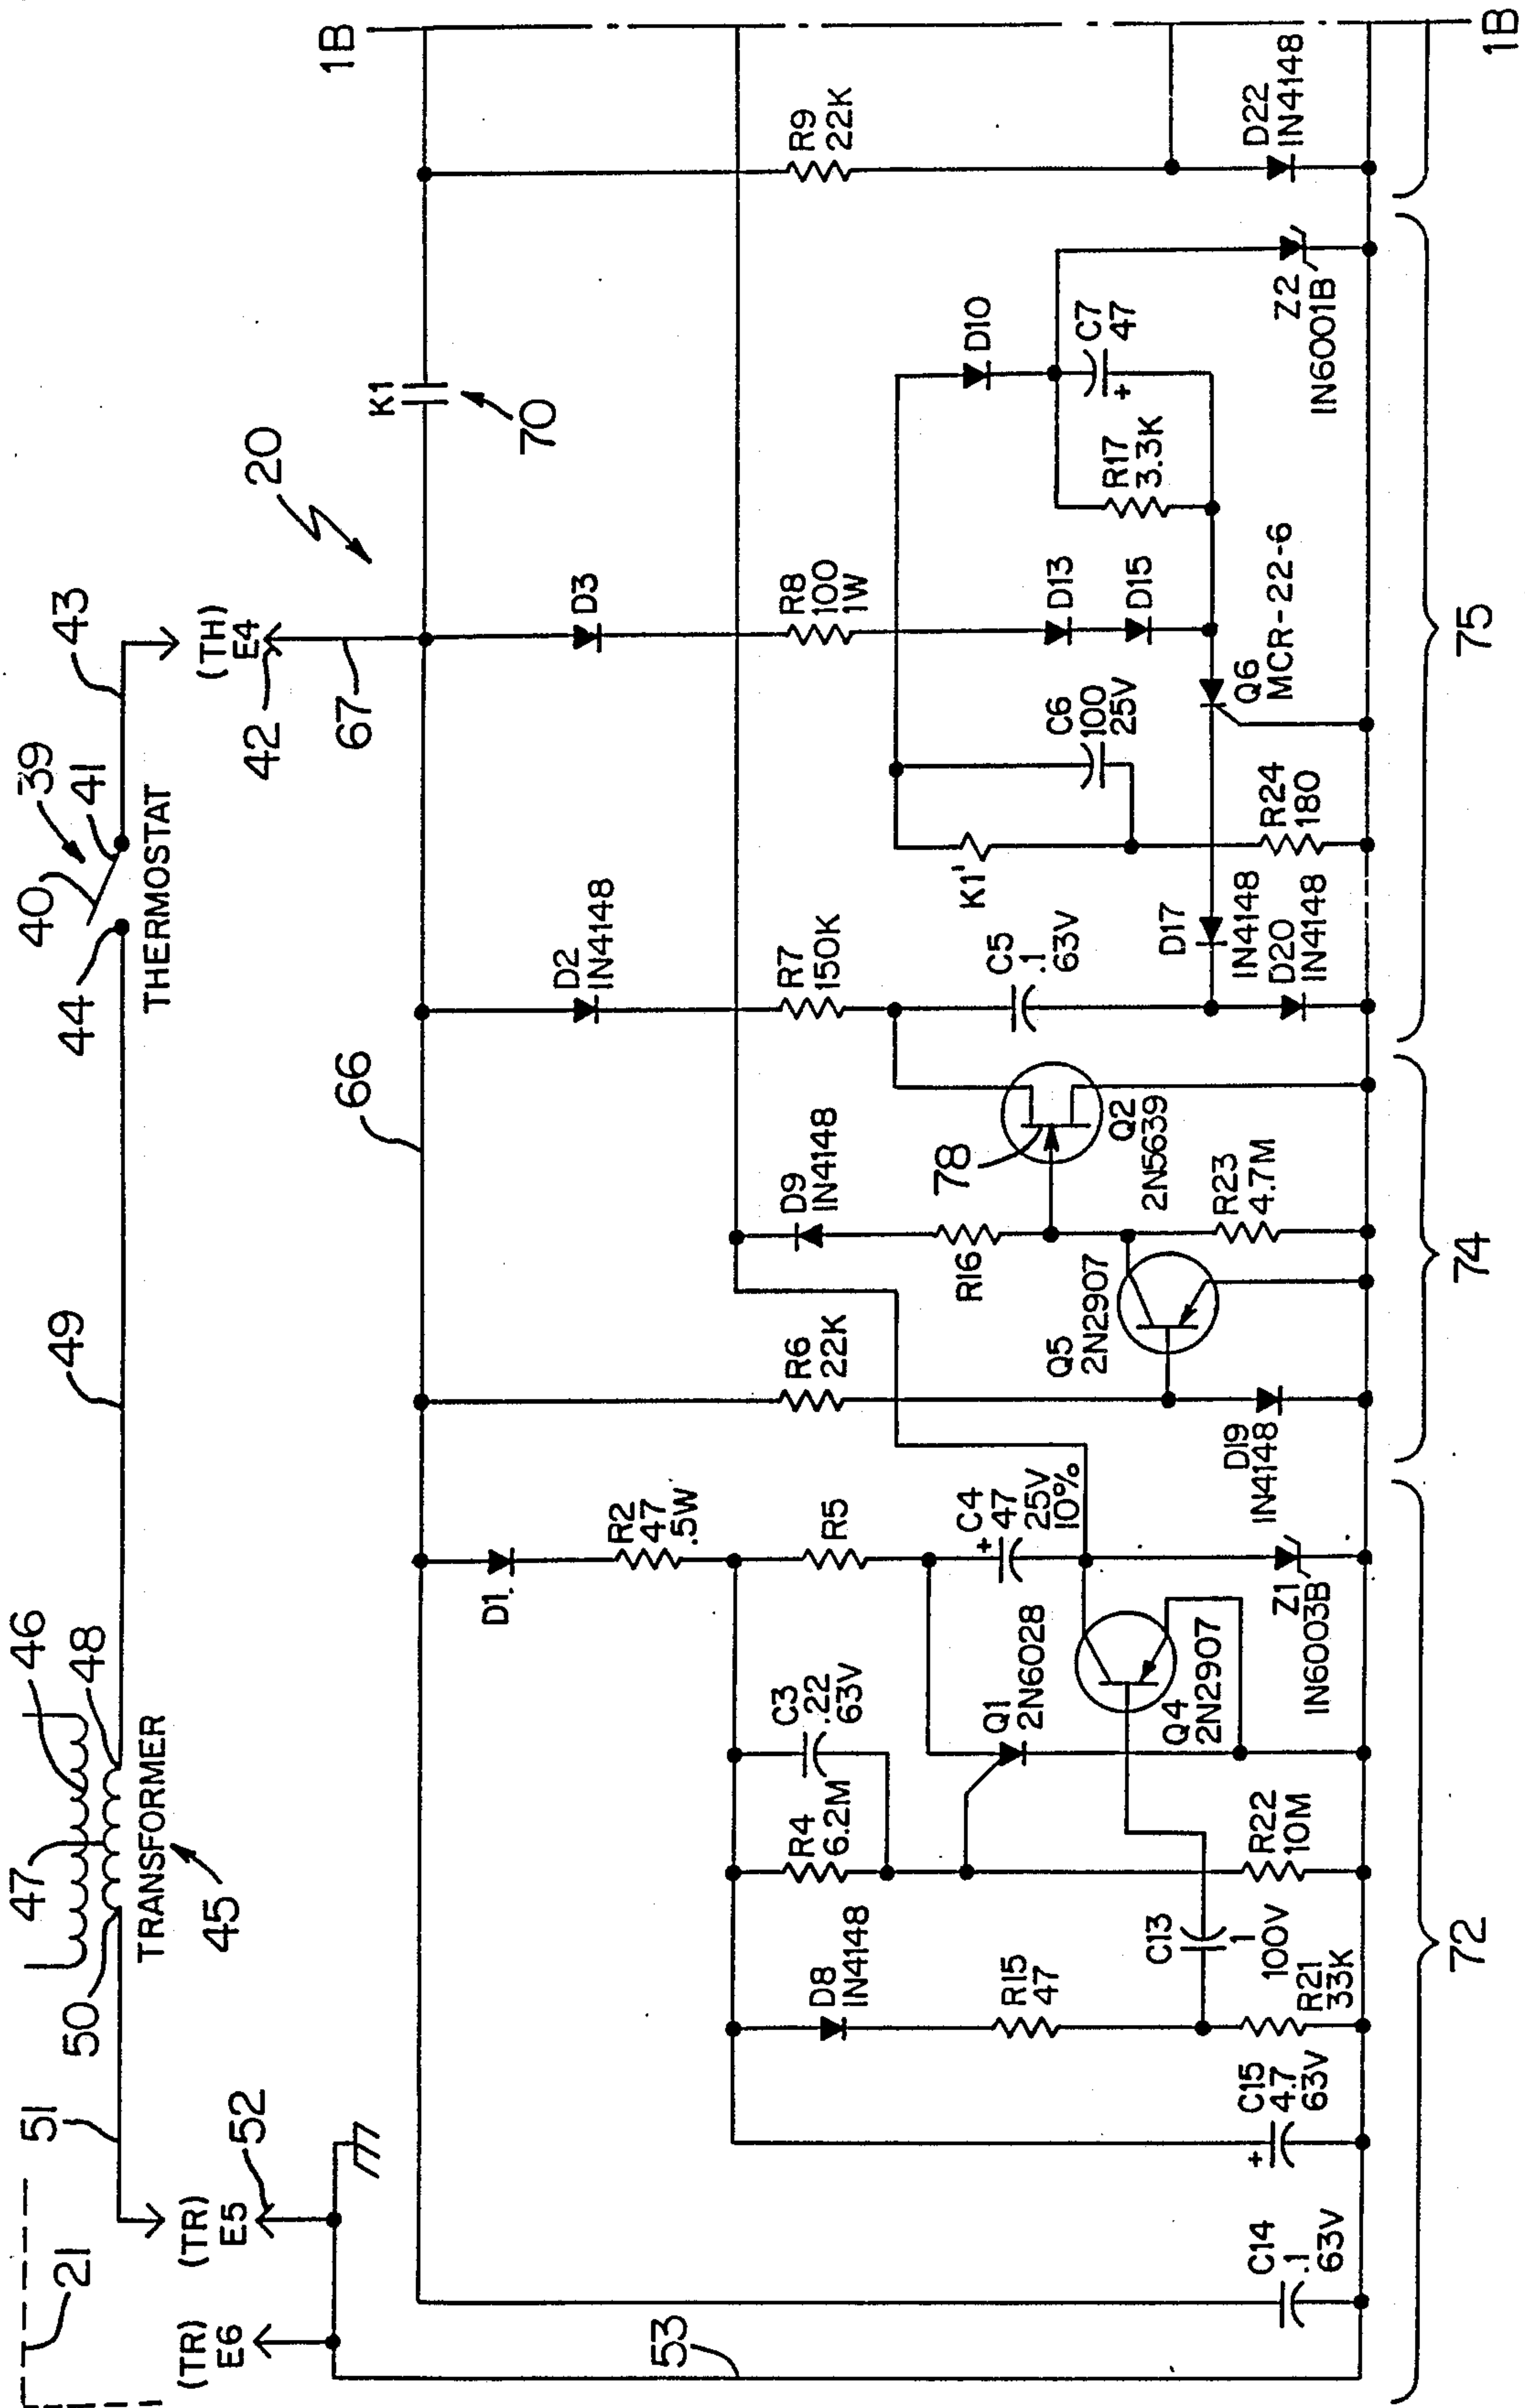 21
51
47
46
50
48
TRANSFORMER
45
49
44
40
39
41
THERMOSTAT
43
(TR)
E6
(TR)
E5
52
53
(TH)
E4
42
67
20
66
K1
70
1B
1B
C14
.1
63V
C15
4.7
63V
D8
IN4148
R15
47
C13
1
100V
R21
33K
R4
6.2M
C3
.22
63V
R22
10M
Q1
2N6028
Q4
2N2907
D1
R2
47
.5W
R5
C4
47
25V
10%
Z1
IN6003B
72
R6
22K
D19
IN4148
Q5
2N2907
D9
IN4148
R16
R23
4.7M
78
Q2
2N5639
74
D2
IN4148
R7
150K
C5
.1
63V
D17
IN4148
D20
IN4148
K1'
C6
100
25V
R24
180
D3
R8
100
1W
D13
D15
Q6
MCR-22-6
R17
3.3K
D10
C7
47
Z2
IN6001B
75
R9
22K
D22
IN4148